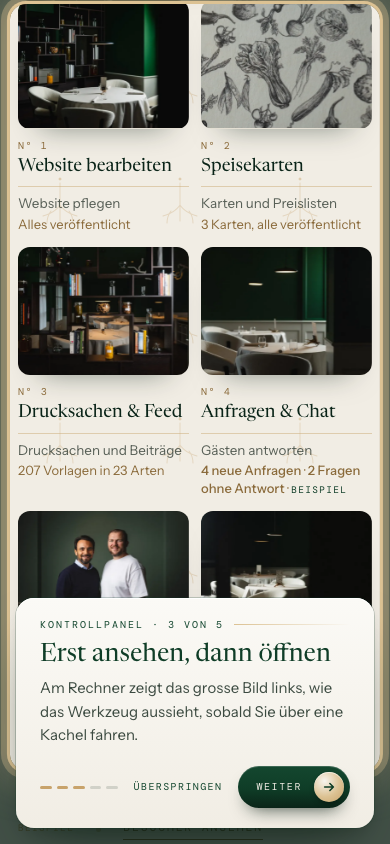 N° 1
Website bearbeiten
Website pflegen
Alles veröffentlicht
N° 2
Speisekarten
Karten und Preislisten
3 Karten, alle veröffentlicht
N° 3
Drucksachen & Feed
Drucksachen und Beiträge
207 Vorlagen in 23 Arten
N° 4
Anfragen & Chat
Gästen antworten
4 neue Anfragen · 2 Fragen
ohne Antwort · BEISPIEL
KONTROLLPANEL · 3 VON 5
Erst ansehen, dann öffnen
Am Rechner zeigt das grosse Bild links, wie
das Werkzeug aussieht, sobald Sie über eine
Kachel fahren.
ÜBERSPRINGEN
WEITER